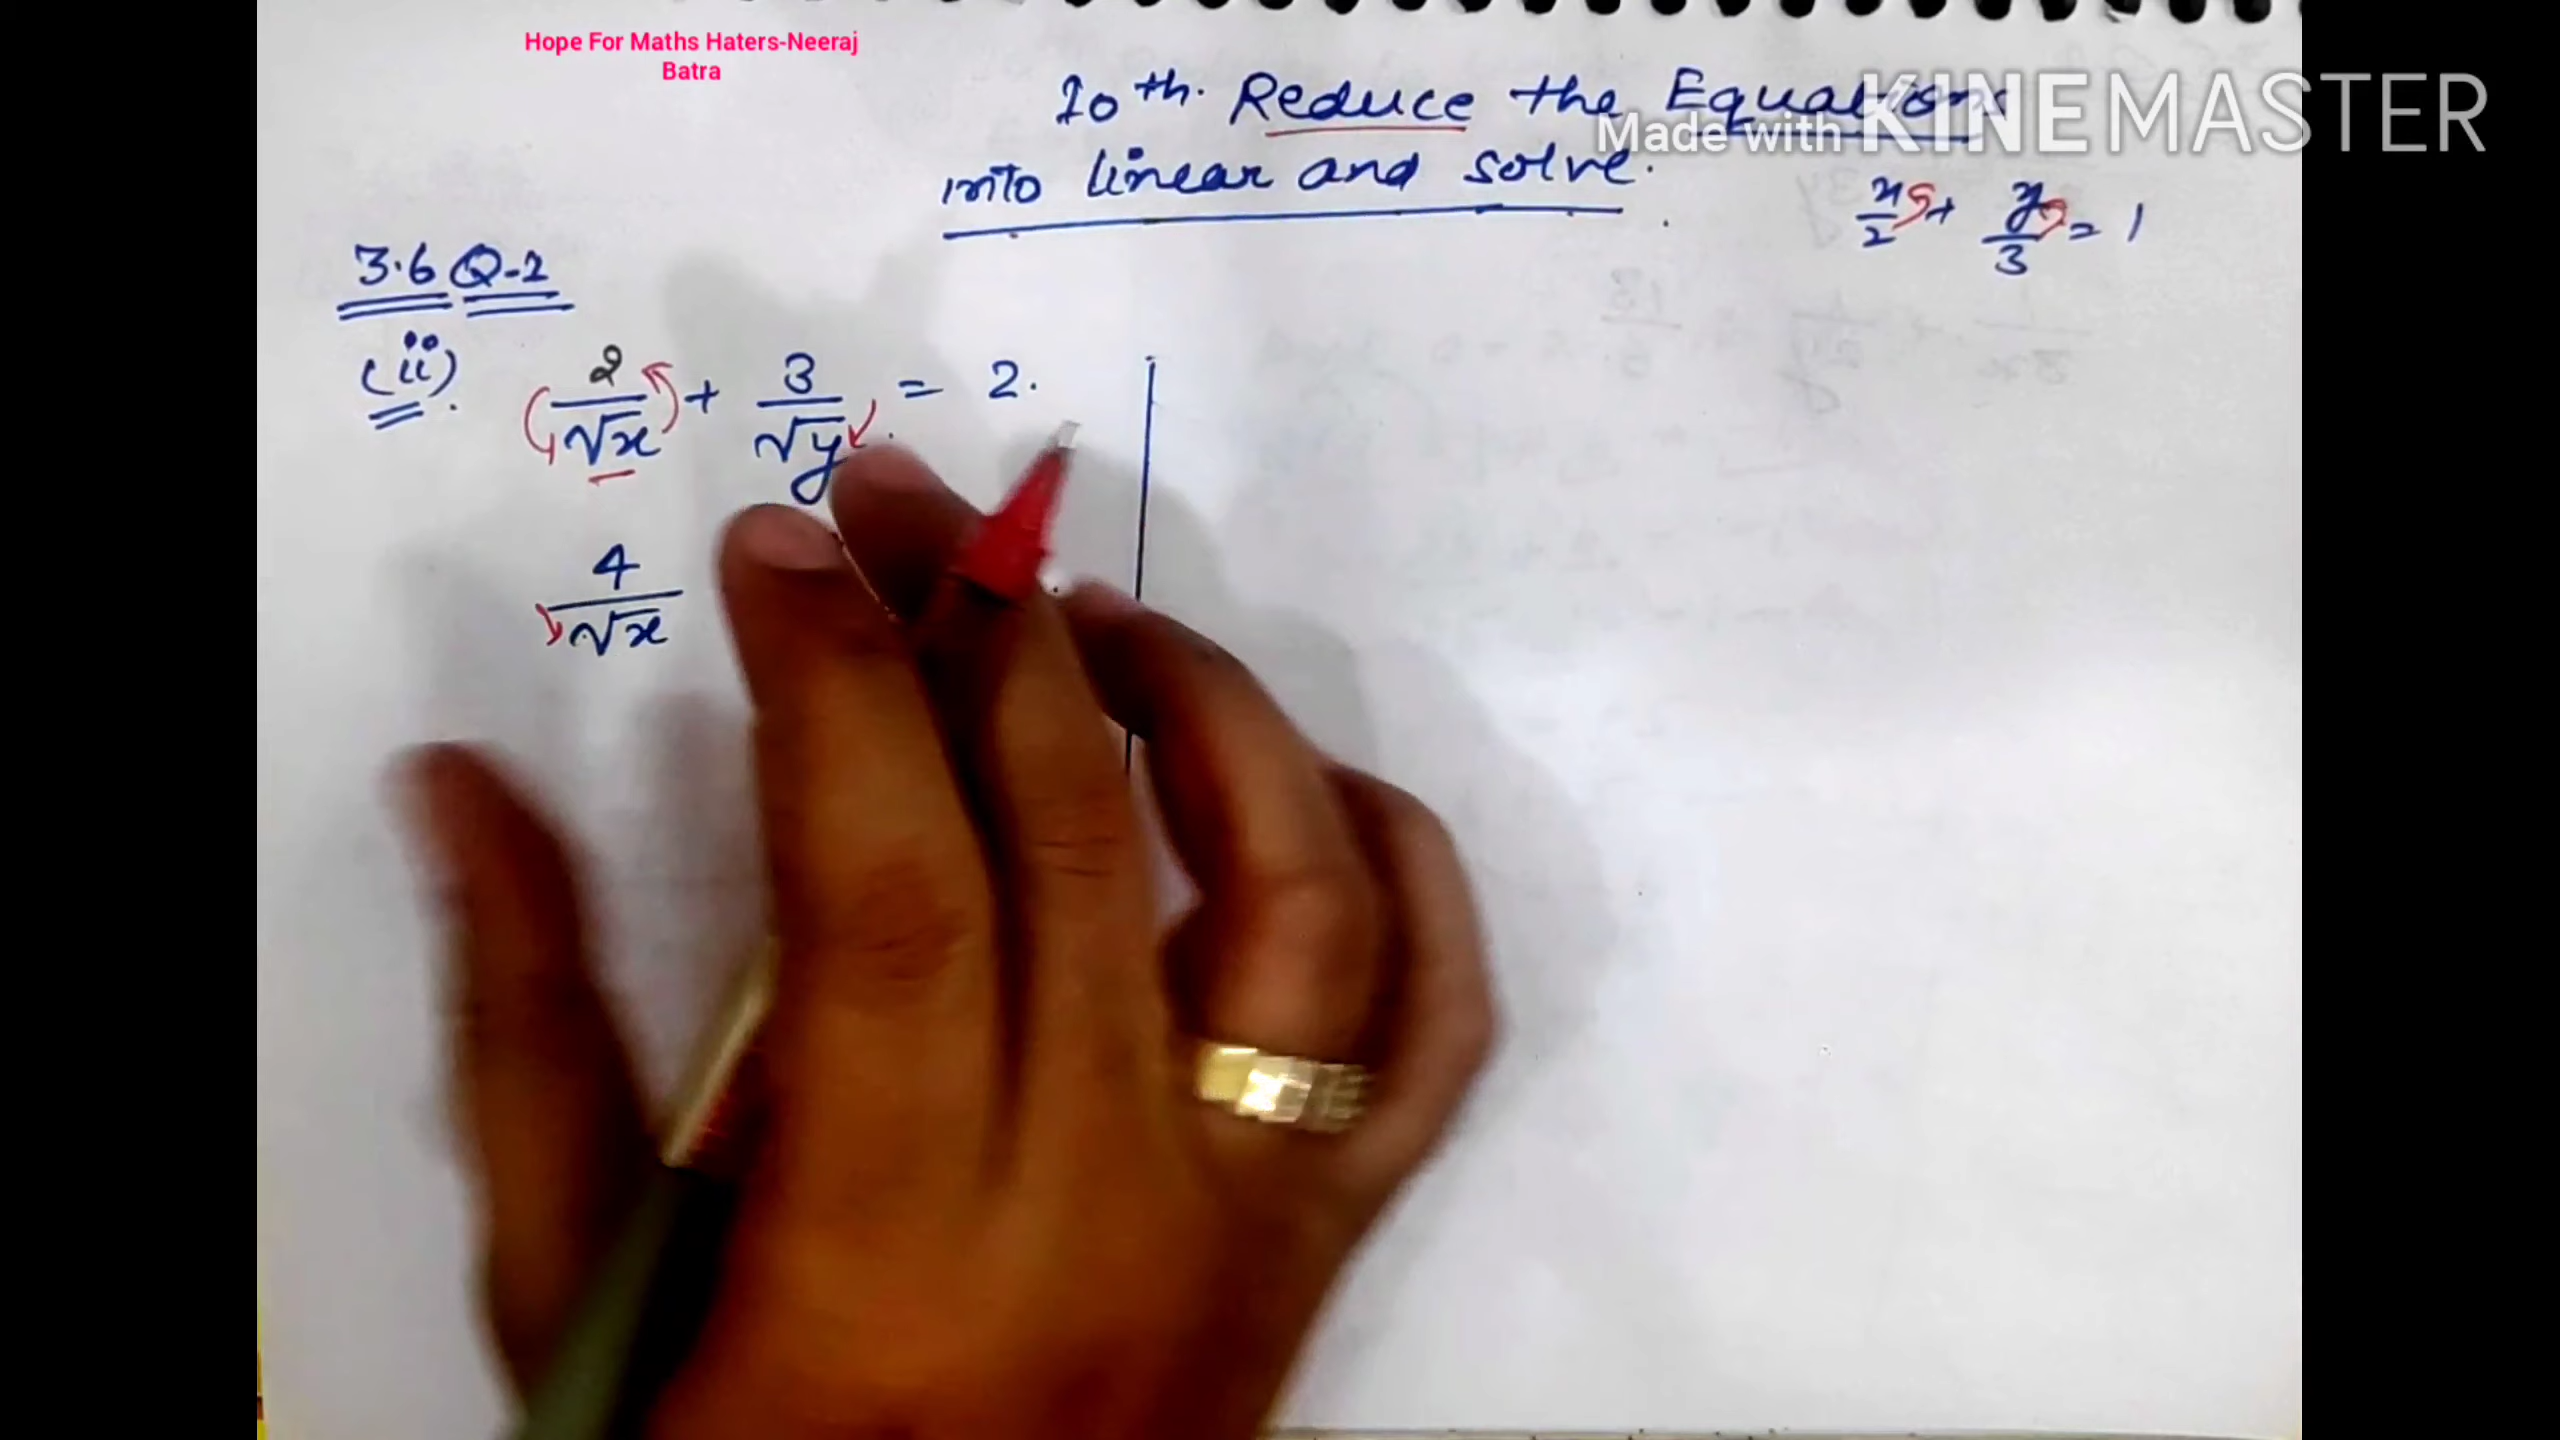 Hope For Maths Haters-Neeraj
Batra
10th. Reduce the Equations
Made with KINEMASTER
into linear and solve.
x/2 + y/3 = 1
3.6 Q-1
(ii).
2/√x + 3/√y = 2.
4/√x